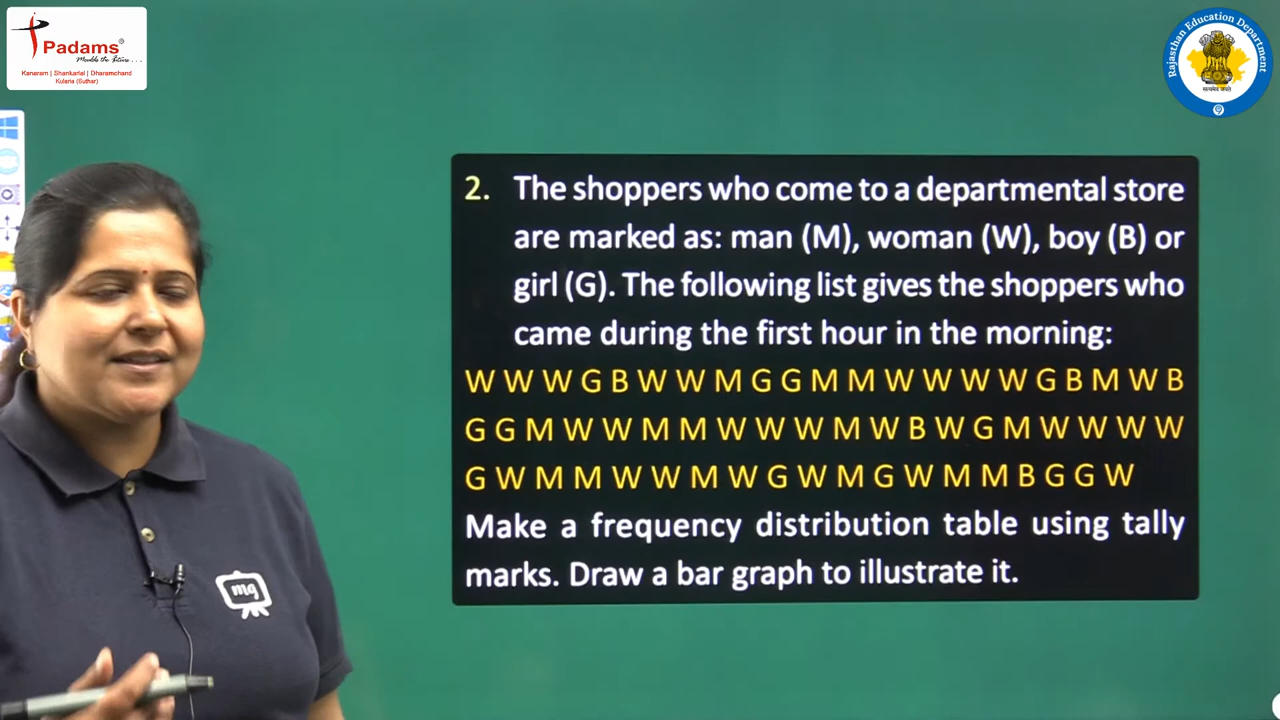 Padams®
Moulds the Future . . .
Kanaram | Shankarlal | Dharamchand
Kularia (Suthar)
Rajasthan Education Department
सत्यमेव जयते
2. The shoppers who come to a departmental store
are marked as: man (M), woman (W), boy (B) or
girl (G). The following list gives the shoppers who
came during the first hour in the morning:
W W W G B W W M G G M M W W W W G B M W B
G G M W W M M W W W M W B W G M W W W W
G W M M W W M W G W M G W M M B G G W
Make a frequency distribution table using tally
marks. Draw a bar graph to illustrate it.
mg